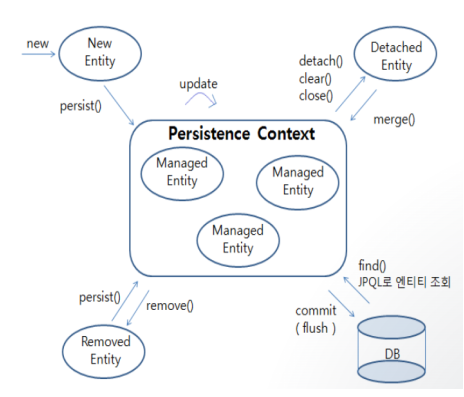 new
New
Entity
persist()
update
detach()
clear()
close()
Detached
Entity
merge()
Persistence Context
Managed
Entity
Managed
Entity
Managed
Entity
persist()
remove()
Removed
Entity
commit
( flush )
find()
JPQL로 엔티티 조회
DB